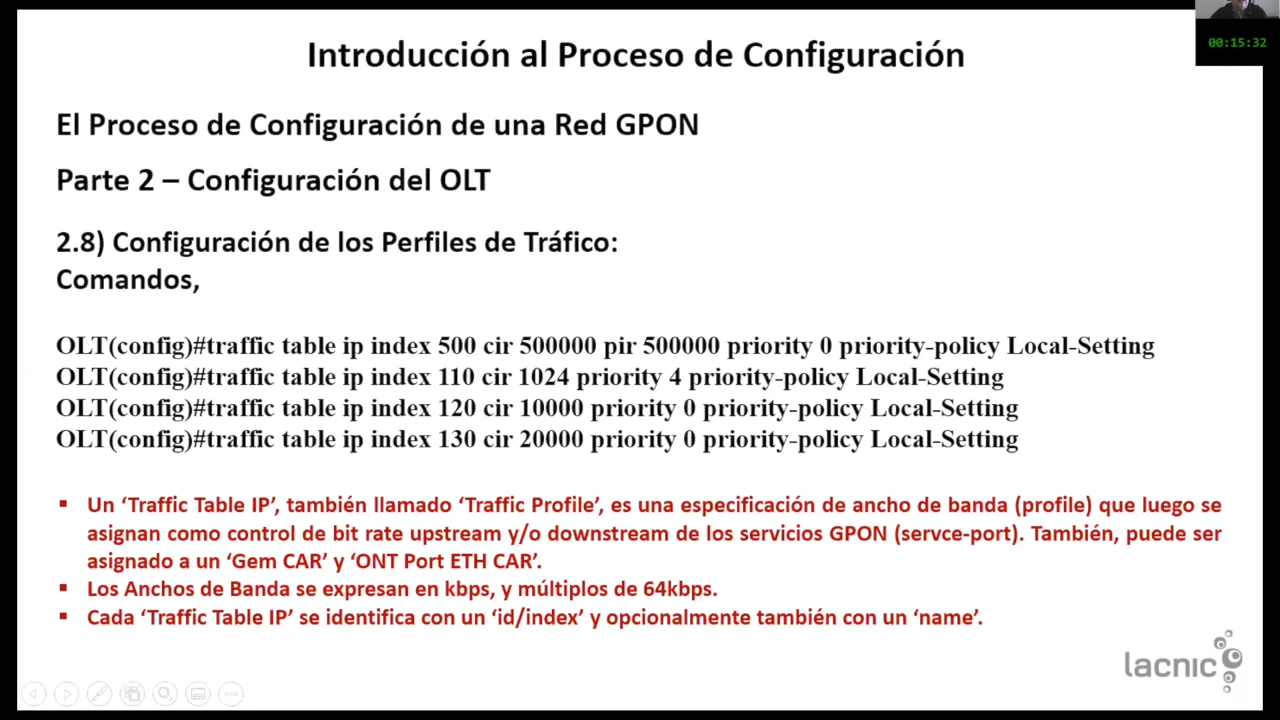 00:15:32
Introducción al Proceso de Configuración
El Proceso de Configuración de una Red GPON
Parte 2 – Configuración del OLT
2.8) Configuración de los Perfiles de Tráfico:
Comandos,
OLT(config)#traffic table ip index 500 cir 500000 pir 500000 priority 0 priority-policy Local-Setting
OLT(config)#traffic table ip index 110 cir 1024 priority 4 priority-policy Local-Setting
OLT(config)#traffic table ip index 120 cir 10000 priority 0 priority-policy Local-Setting
OLT(config)#traffic table ip index 130 cir 20000 priority 0 priority-policy Local-Setting
▪ Un ‘Traffic Table IP’, también llamado ‘Traffic Profile’, es una especificación de ancho de banda (profile) que luego se
asignan como control de bit rate upstream y/o downstream de los servicios GPON (servce-port). También, puede ser
asignado a un ‘Gem CAR’ y ‘ONT Port ETH CAR’.
▪ Los Anchos de Banda se expresan en kbps, y múltiplos de 64kbps.
▪ Cada ‘Traffic Table IP’ se identifica con un ‘id/index’ y opcionalmente también con un ‘name’.
lacnic